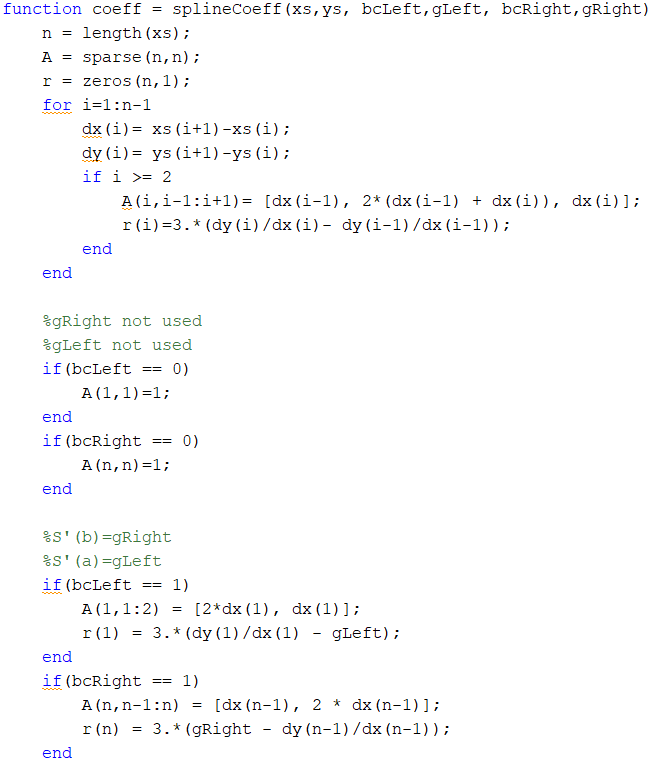 function coeff = splineCoeff(xs,ys, bcLeft,gLeft, bcRight,gRight)
    n = length(xs);
    A = sparse(n,n);
    r = zeros(n,1);
    for i=1:n-1
        dx(i)= xs(i+1)-xs(i);
        dy(i)= ys(i+1)-ys(i);
        if i >= 2
            A(i,i-1:i+1)= [dx(i-1), 2*(dx(i-1) + dx(i)), dx(i)];
            r(i)=3.*(dy(i)/dx(i)- dy(i-1)/dx(i-1));
        end
    end

    %gRight not used
    %gLeft not used
    if(bcLeft == 0)
        A(1,1)=1;
    end
    if(bcRight == 0)
        A(n,n)=1;
    end

    %S'(b)=gRight
    %S'(a)=gLeft
    if(bcLeft == 1)
        A(1,1:2) = [2*dx(1), dx(1)];
        r(1) = 3.*(dy(1)/dx(1) - gLeft);
    end
    if(bcRight == 1)
        A(n,n-1:n) = [dx(n-1), 2 * dx(n-1)];
        r(n) = 3.*(gRight - dy(n-1)/dx(n-1));
    end